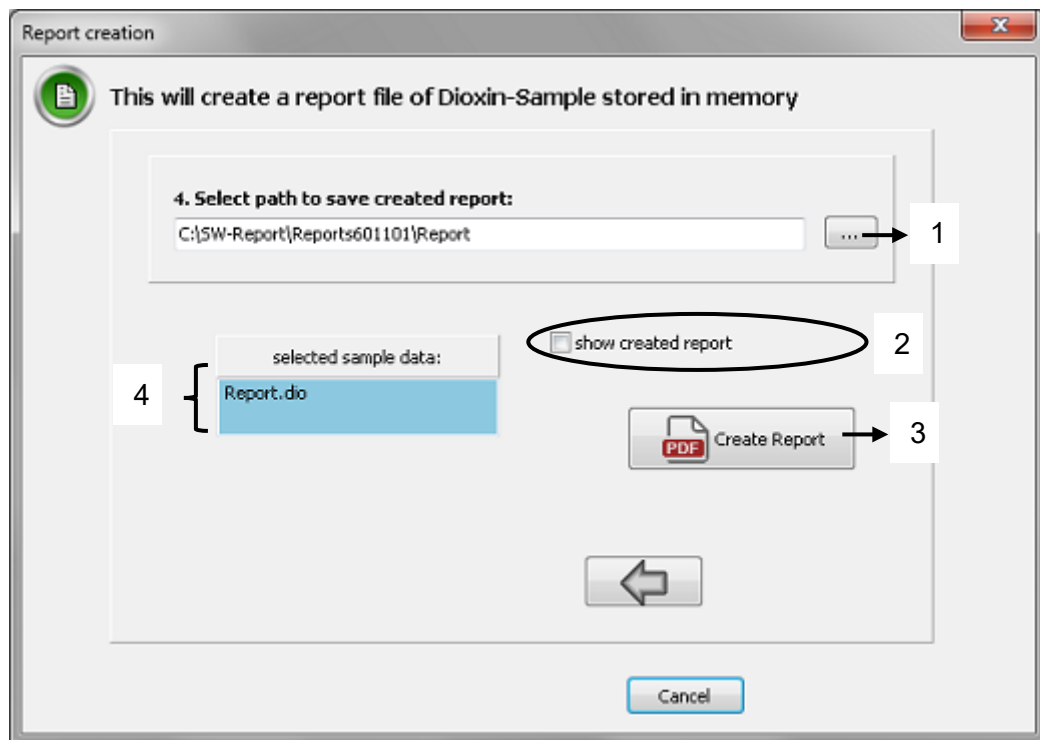 Report creation
This will create a report file of Dioxin-Sample stored in memory
4. Select path to save created report:
C:\SW-Report\Reports601101\Report
...
1
show created report
2
selected sample data:
4
Report.dio
PDF
Create Report
3
Cancel